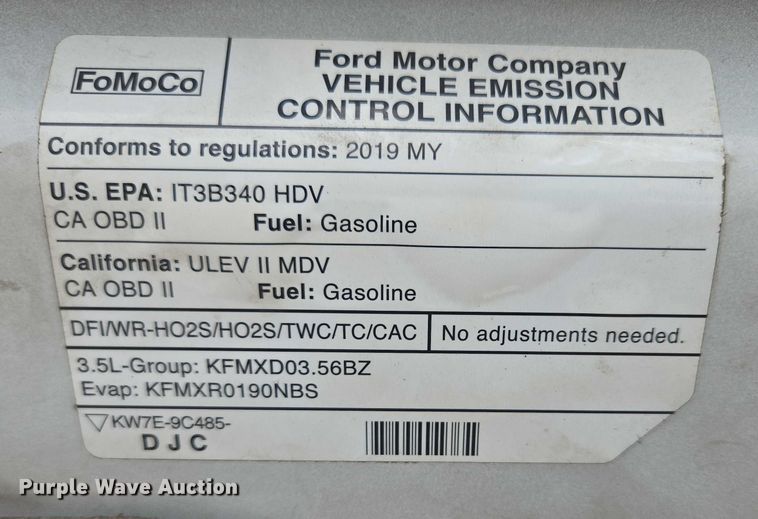 FoMoCo
Ford Motor Company
VEHICLE EMISSION
CONTROL INFORMATION
Conforms to regulations: 2019 MY
U.S. EPA: IT3B340 HDV
CA OBD II Fuel: Gasoline
California: ULEV II MDV
CA OBD II Fuel: Gasoline
DFI/WR-HO2S/HO2S/TWC/TC/CAC No adjustments needed.
3.5L-Group: KFMXD03.56BZ
Evap: KFMXR0190NBS
KW7E-9C485-
D J C
Purple Wave Auction